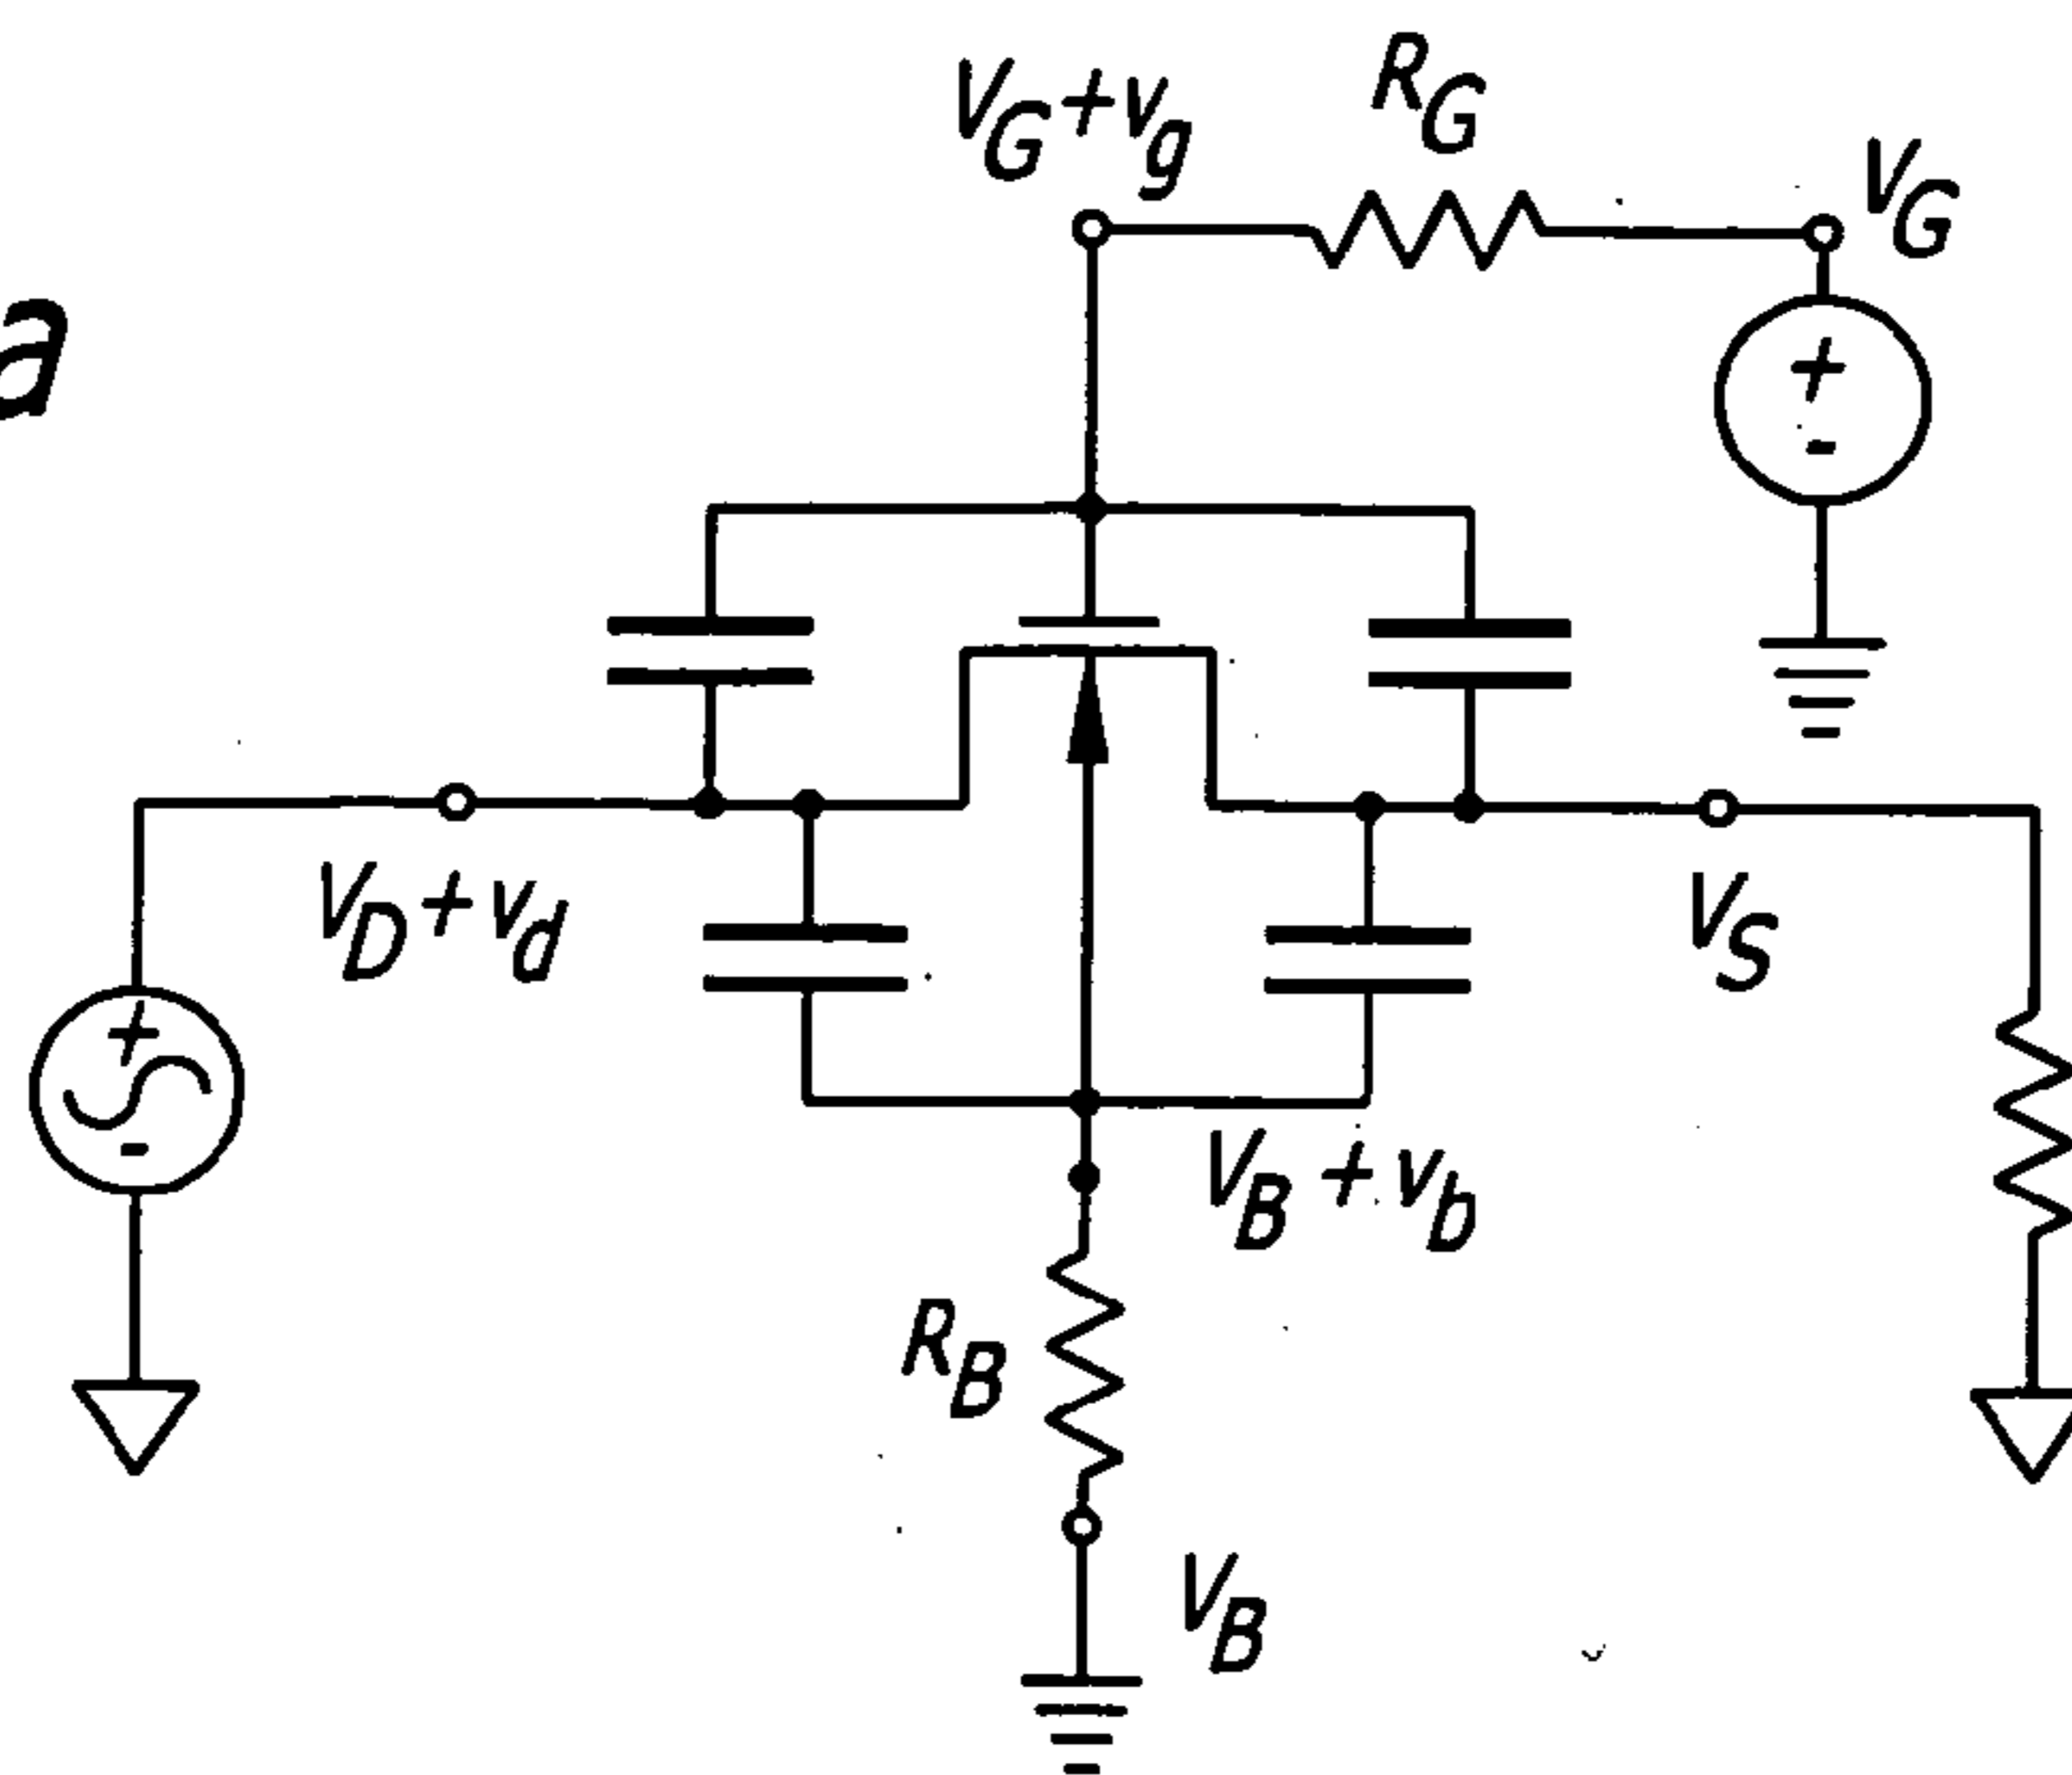 V_G+v_g
R_G
V_G
a
+
-
V_D+v_d
V_S
+
-
V_B+v_b
R_B
V_B